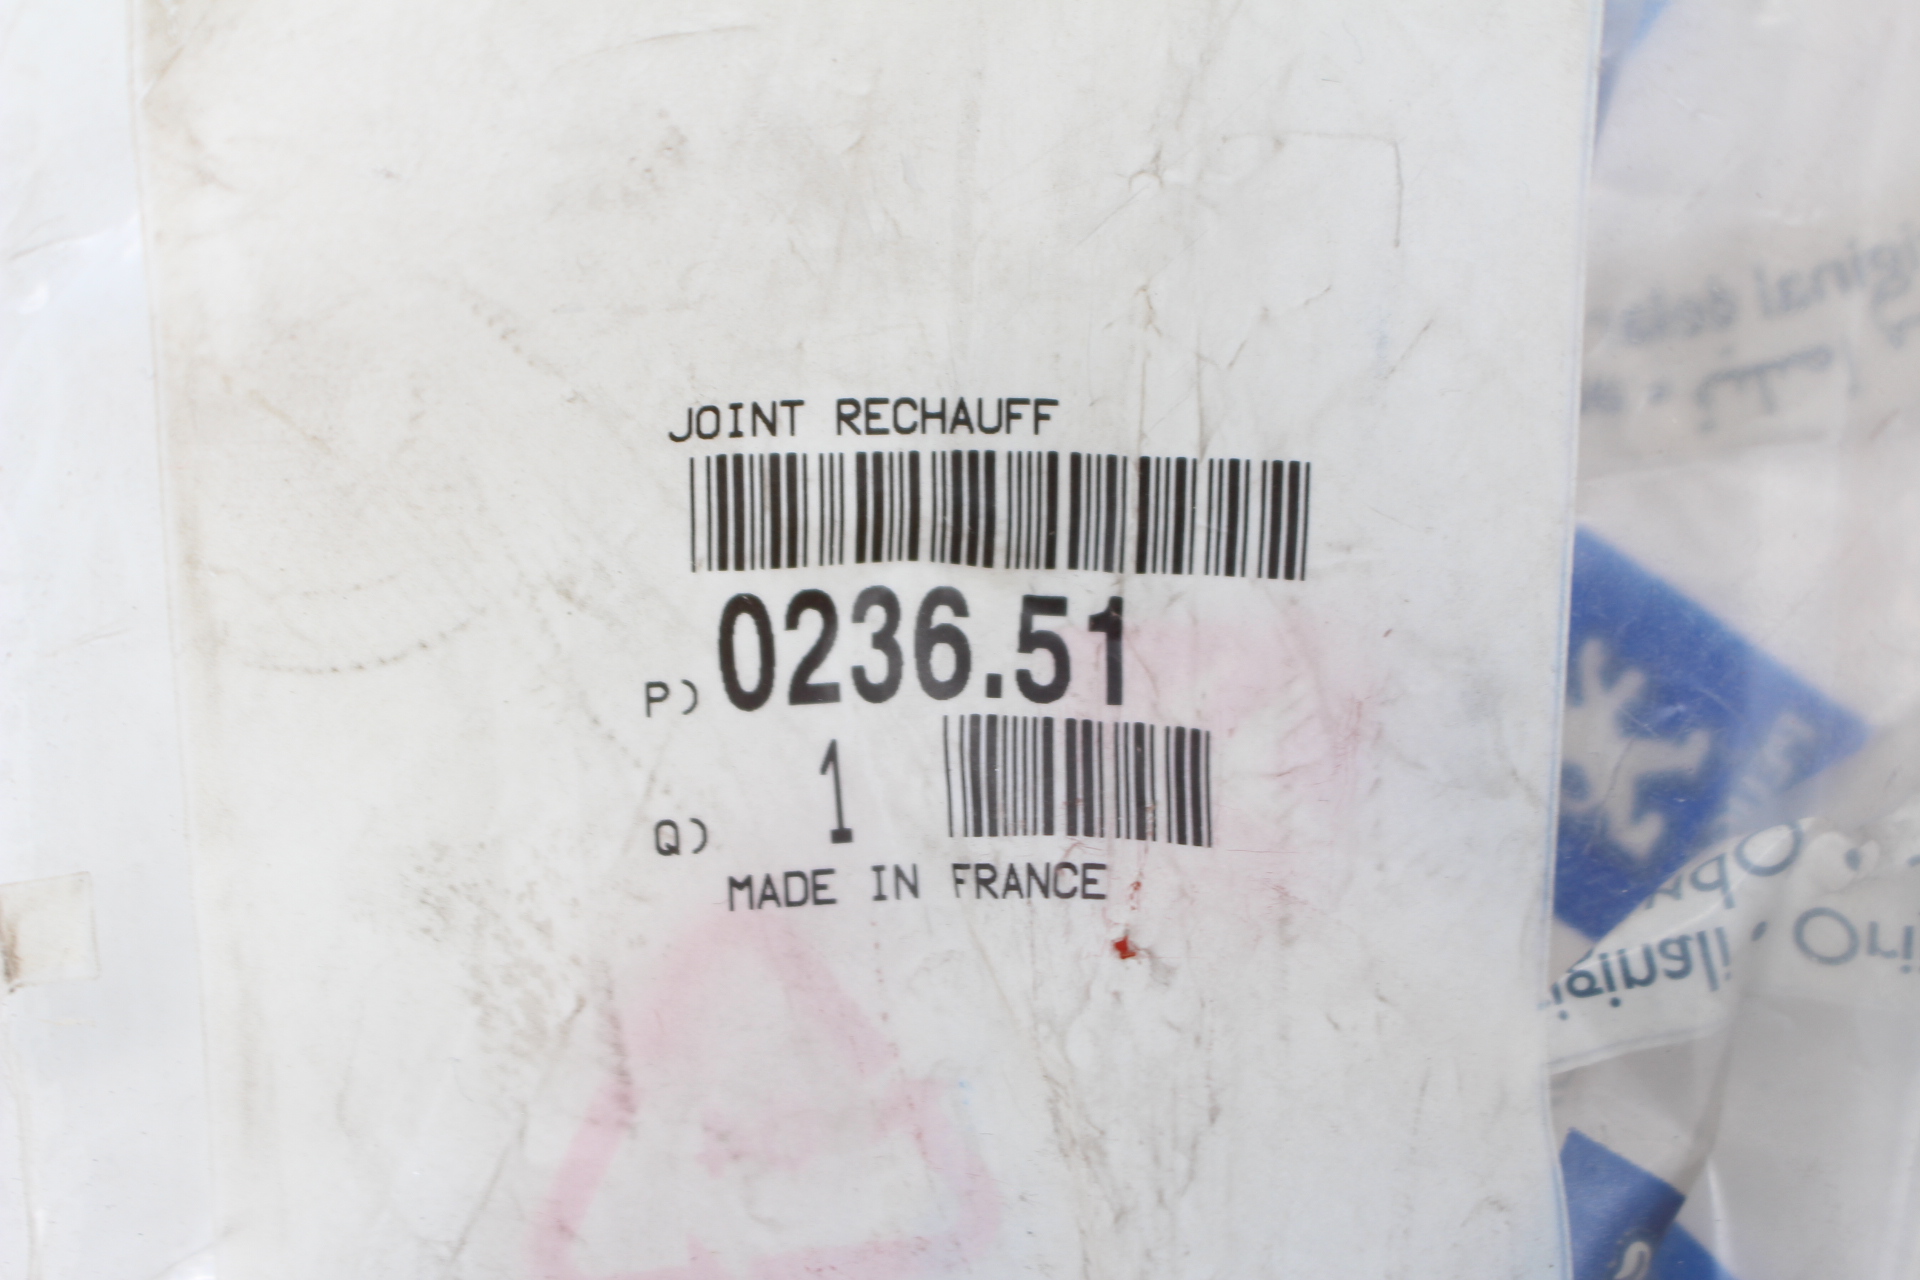 JOINT RECHAUFF
P) 0236.51
Q) 1
MADE IN FRANCE